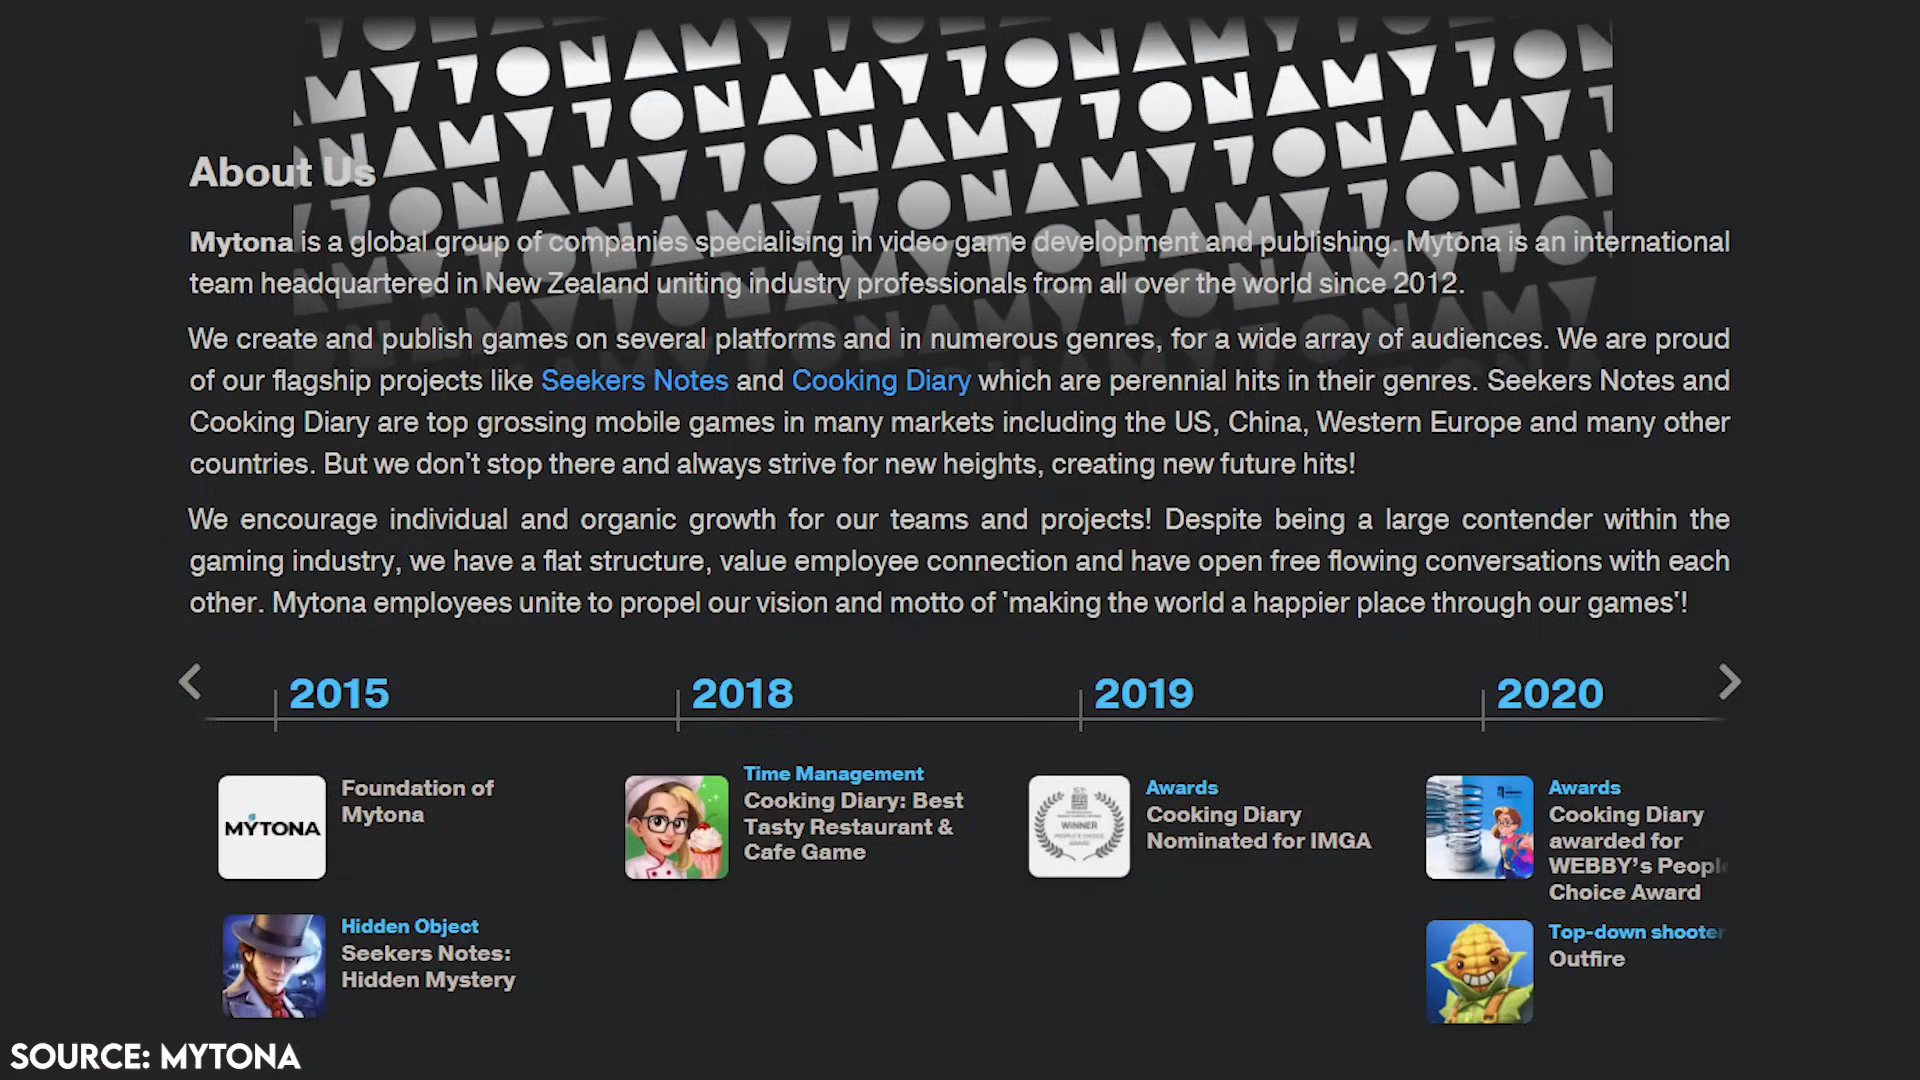 About Us
Mytona is a global group of companies specialising in video game development and publishing. Mytona is an international
team headquartered in New Zealand uniting industry professionals from all over the world since 2012.
We create and publish games on several platforms and in numerous genres, for a wide array of audiences. We are proud
of our flagship projects like Seekers Notes and Cooking Diary which are perennial hits in their genres. Seekers Notes and
Cooking Diary are top grossing mobile games in many markets including the US, China, Western Europe and many other
countries. But we don't stop there and always strive for new heights, creating new future hits!
We encourage individual and organic growth for our teams and projects! Despite being a large contender within the
gaming industry, we have a flat structure, value employee connection and have open free flowing conversations with each
other. Mytona employees unite to propel our vision and motto of 'making the world a happier place through our games'!
2015
2018
2019
2020
MYTONA
Foundation of
Mytona
Hidden Object
Seekers Notes:
Hidden Mystery
Time Management
Cooking Diary: Best
Tasty Restaurant &
Cafe Game
WINNER
Awards
Cooking Diary
Nominated for IMGA
Awards
Cooking Diary
awarded for
WEBBY's People
Choice Award
Top-down shooter
Outfire
SOURCE: MYTONA